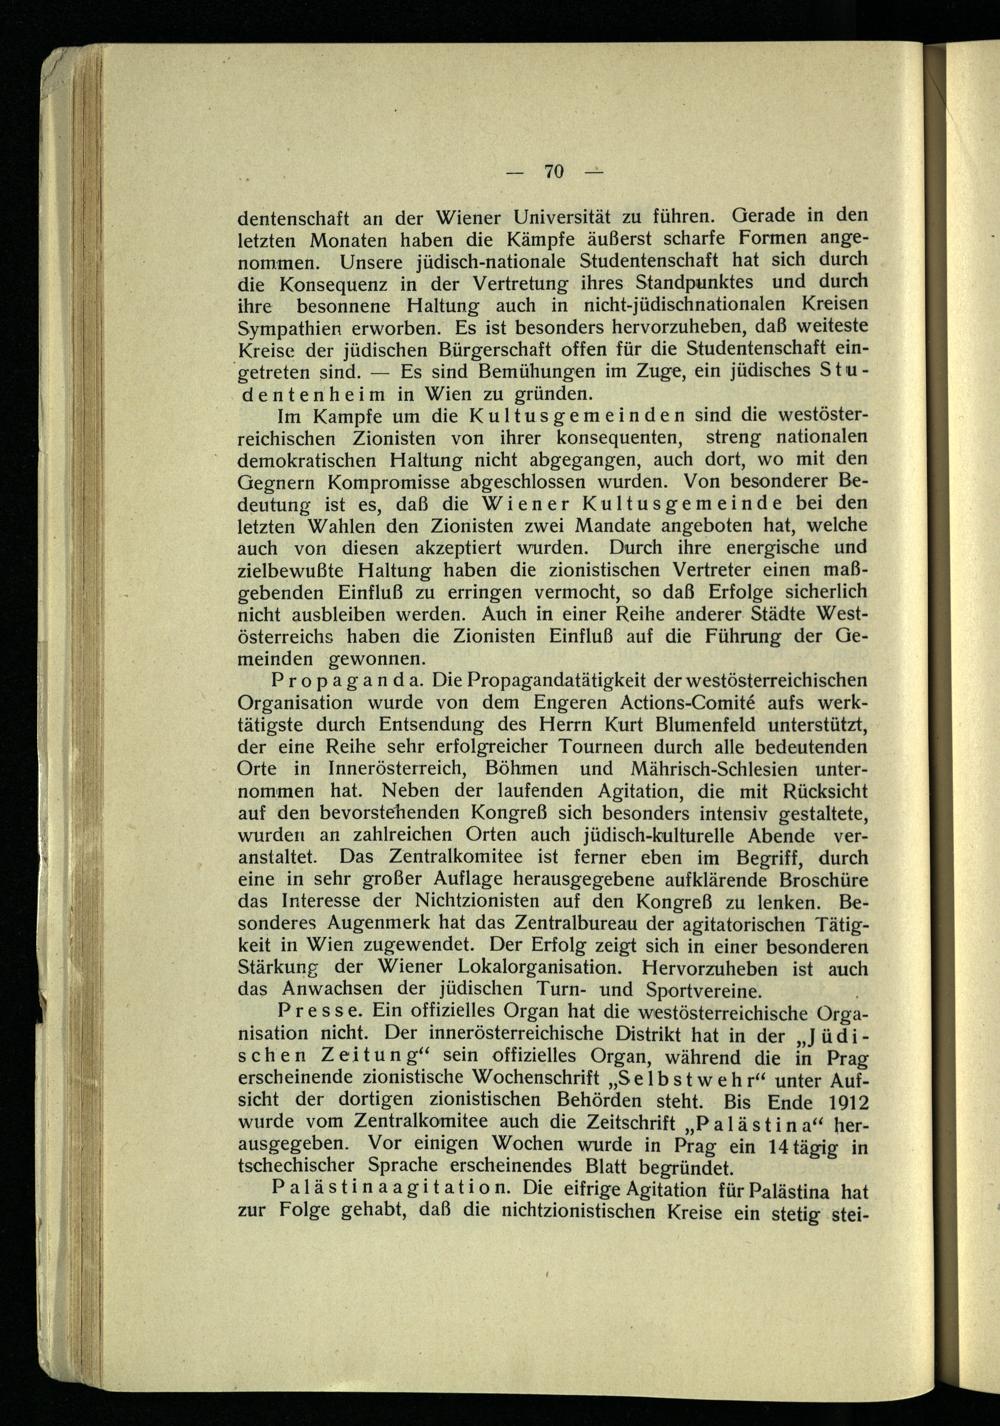 — 70 —
dentenschaft an der Wiener Universität zu führen. Gerade in den
letzten Monaten haben die Kämpfe äußerst scharfe Formen ange-
nommen. Unsere jüdisch-nationale Studentenschaft hat sich durch
die Konsequenz in der Vertretung ihres Standpunktes und durch
ihre besonnene Haltung auch in nicht-jüdischnationalen Kreisen
Sympathien erworben. Es ist besonders hervorzuheben, daß weiteste
Kreise der jüdischen Bürgerschaft offen für die Studentenschaft ein-
getreten sind. — Es sind Bemühungen im Zuge, ein jüdisches Stu-
dentenheim in Wien zu gründen.
Im Kampfe um die Kultusgemeinden sind die westöster-
reichischen Zionisten von ihrer konsequenten, streng nationalen
demokratischen Haltung nicht abgegangen, auch dort, wo mit den
Gegnern Kompromisse abgeschlossen wurden. Von besonderer Be-
deutung ist es, daß die Wiener Kultusgemeinde bei den
letzten Wahlen den Zionisten zwei Mandate angeboten hat, welche
auch von diesen akzeptiert wurden. Durch ihre energische und
zielbewußte Haltung haben die zionistischen Vertreter einen maß-
gebenden Einfluß zu erringen vermocht, so daß Erfolge sicherlich
nicht ausbleiben werden. Auch in einer Reihe anderer Städte West-
österreichs haben die Zionisten Einfluß auf die Führung der Ge-
meinden gewonnen.
Propaganda. Die Propagandatätigkeit der westösterreichischen
Organisation wurde von dem Engeren Actions-Comité aufs werk-
tätigste durch Entsendung des Herrn Kurt Blumenfeld unterstützt,
der eine Reihe sehr erfolgreicher Tourneen durch alle bedeutenden
Orte in Innerösterreich, Böhmen und Mährisch-Schlesien unter-
nommen hat. Neben der laufenden Agitation, die mit Rücksicht
auf den bevorstehenden Kongreß sich besonders intensiv gestaltete,
wurden an zahlreichen Orten auch jüdisch-kulturelle Abende ver-
anstaltet. Das Zentralkomitee ist ferner eben im Begriff, durch
eine in sehr großer Auflage herausgegebene aufklärende Broschüre
das Interesse der Nichtzionisten auf den Kongreß zu lenken. Be-
sonderes Augenmerk hat das Zentralbureau der agitatorischen Tätig-
keit in Wien zugewendet. Der Erfolg zeigt sich in einer besonderen
Stärkung der Wiener Lokalorganisation. Hervorzuheben ist auch
das Anwachsen der jüdischen Turn- und Sportvereine.
Presse. Ein offizielles Organ hat die westösterreichische Orga-
nisation nicht. Der innerösterreichische Distrikt hat in der „Jüdi-
schen Zeitung“ sein offizielles Organ, während die in Prag
erscheinende zionistische Wochenschrift „Selbstwehr“ unter Auf-
sicht der dortigen zionistischen Behörden steht. Bis Ende 1912
wurde vom Zentralkomitee auch die Zeitschrift „Palästina“ her-
ausgegeben. Vor einigen Wochen wurde in Prag ein 14 tägig in
tschechischer Sprache erscheinendes Blatt begründet.
Palästinaagitation. Die eifrige Agitation für Palästina hat
zur Folge gehabt, daß die nichtzionistischen Kreise ein stetig stei-